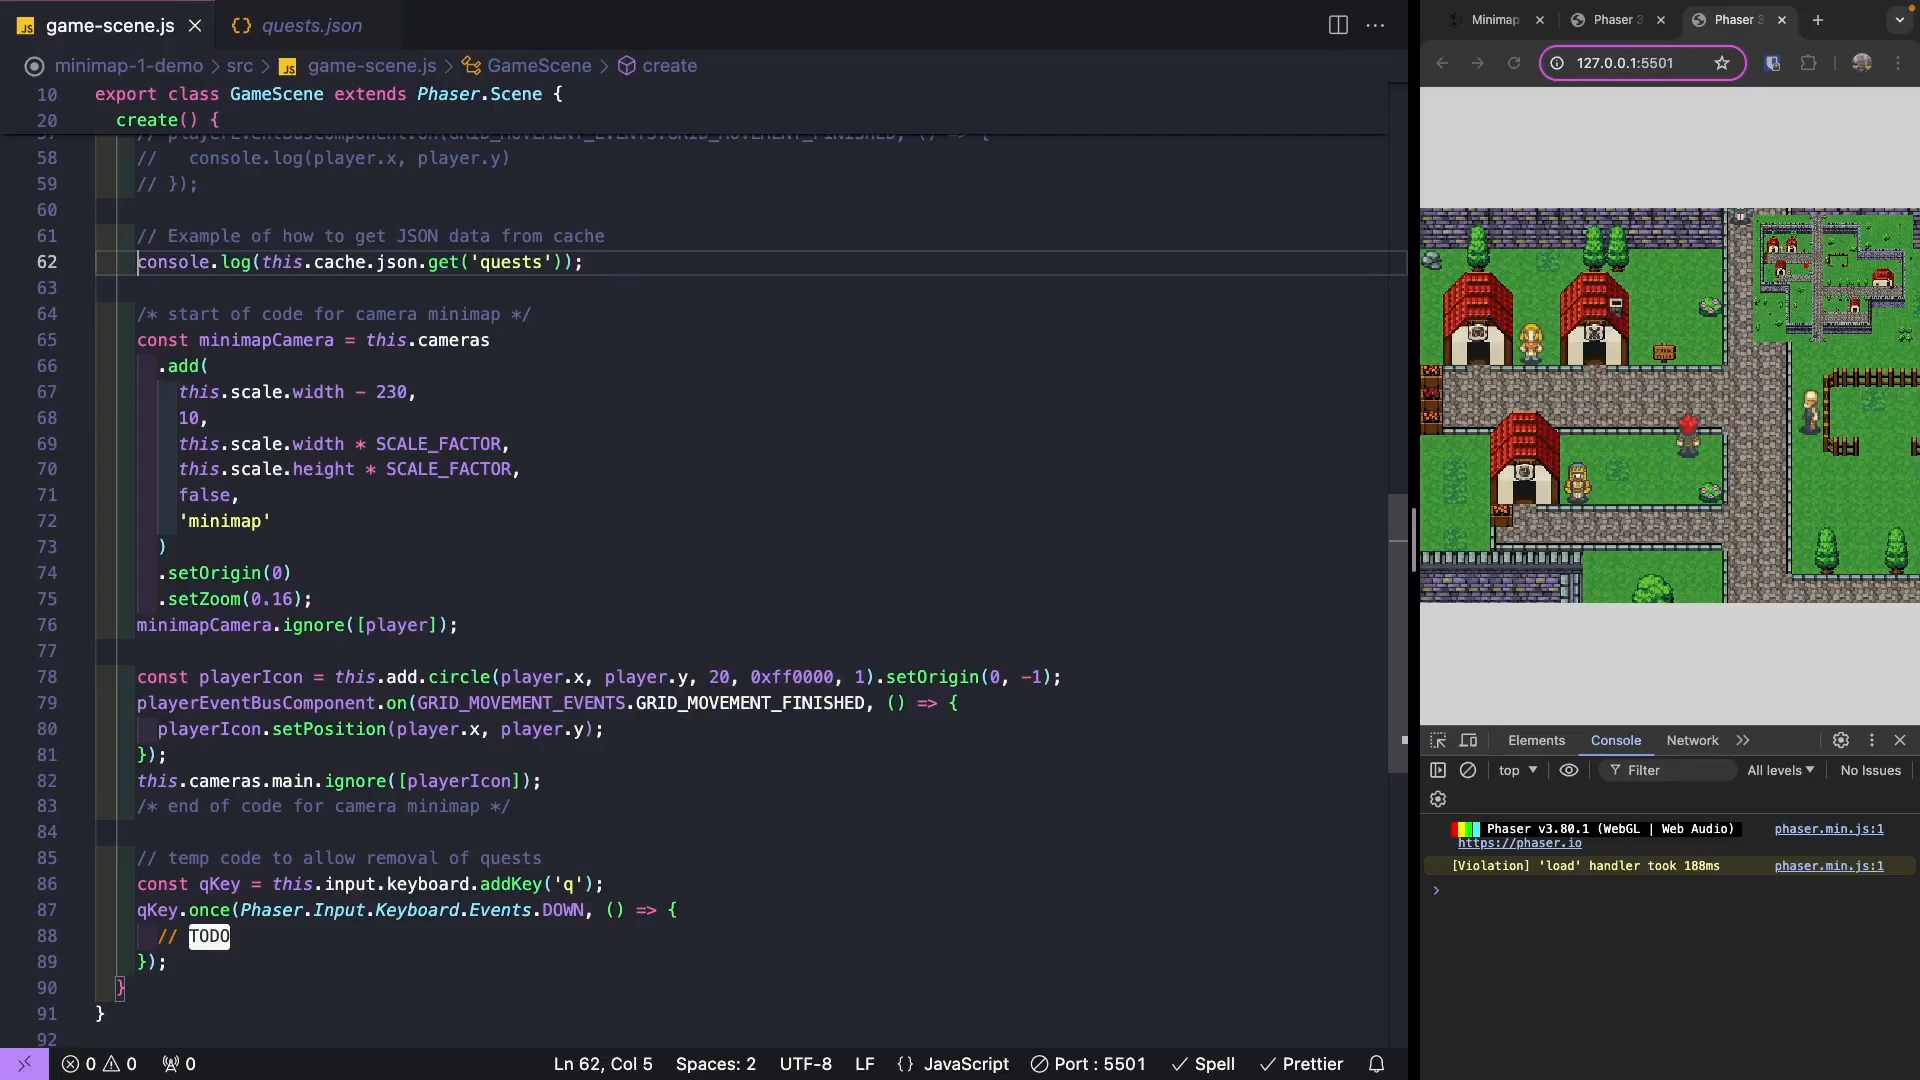 JS game-scene.js
{} quests.json
minimap-1-demo > src > JS game-scene.js > GameScene > create
10 export class GameScene extends Phaser.Scene {
20 create() {
// playerEventBusComponent.on(GRID_MOVEMENT_EVENTS.GRID_MOVEMENT_FINISHED, () => {
58 //   console.log(player.x, player.y)
59 // });
60
61 // Example of how to get JSON data from cache
62 console.log(this.cache.json.get('quests'));
63
64 /* start of code for camera minimap */
65 const minimapCamera = this.cameras
66 .add(
67 this.scale.width - 230,
68 10,
69 this.scale.width * SCALE_FACTOR,
70 this.scale.height * SCALE_FACTOR,
71 false,
72 'minimap'
73 )
74 .setOrigin(0)
75 .setZoom(0.16);
76 minimapCamera.ignore([player]);
77
78 const playerIcon = this.add.circle(player.x, player.y, 20, 0xff0000, 1).setOrigin(0, -1);
79 playerEventBusComponent.on(GRID_MOVEMENT_EVENTS.GRID_MOVEMENT_FINISHED, () => {
80 playerIcon.setPosition(player.x, player.y);
81 });
82 this.cameras.main.ignore([playerIcon]);
83 /* end of code for camera minimap */
84
85 // temp code to allow removal of quests
86 const qKey = this.input.keyboard.addKey('q');
87 qKey.once(Phaser.Input.Keyboard.Events.DOWN, () => {
88 // TODO
89 });
90 }
91 }
92
0 0 0
Ln 62, Col 5 Spaces: 2 UTF-8 LF {} JavaScript Port : 5501 Spell Prettier
Minimap Phaser 3 Phaser 3
127.0.0.1:5501
Elements Console Network
top Filter All levels No Issues
Phaser v3.80.1 (WebGL | Web Audio) phaser.min.js:1
https://phaser.io
[Violation] 'load' handler took 188ms phaser.min.js:1